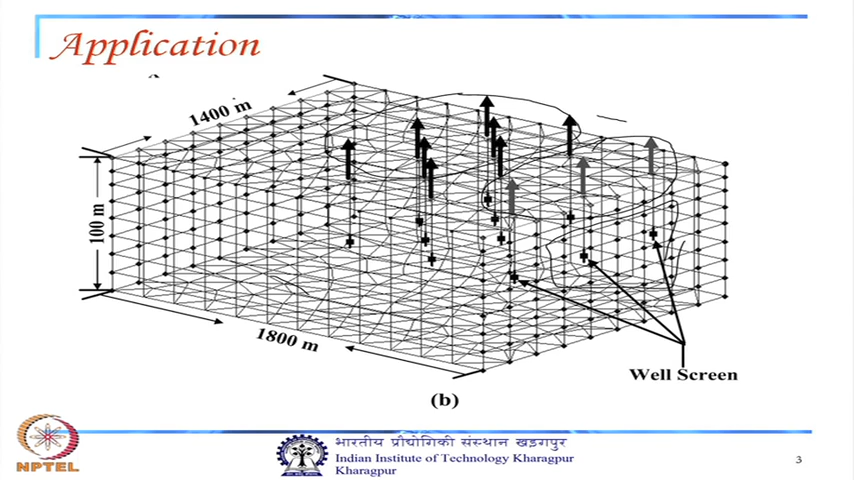 Application
1400 m
100 m
1800 m
Well Screen
(b)
NPTEL
भारतीय प्रौद्योगिकी संस्थान खड़गपुर
Indian Institute of Technology Kharagpur
Kharagpur
3